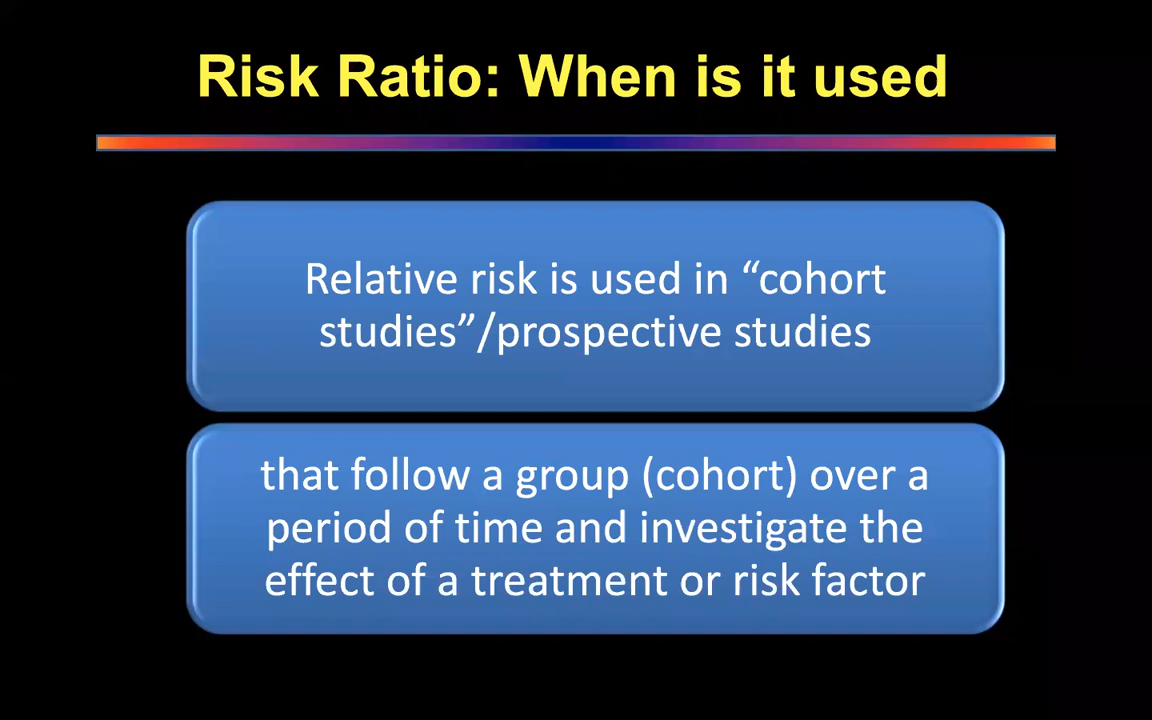 Risk Ratio: When is it used
Relative risk is used in “cohort
studies”/prospective studies
that follow a group (cohort) over a
period of time and investigate the
effect of a treatment or risk factor